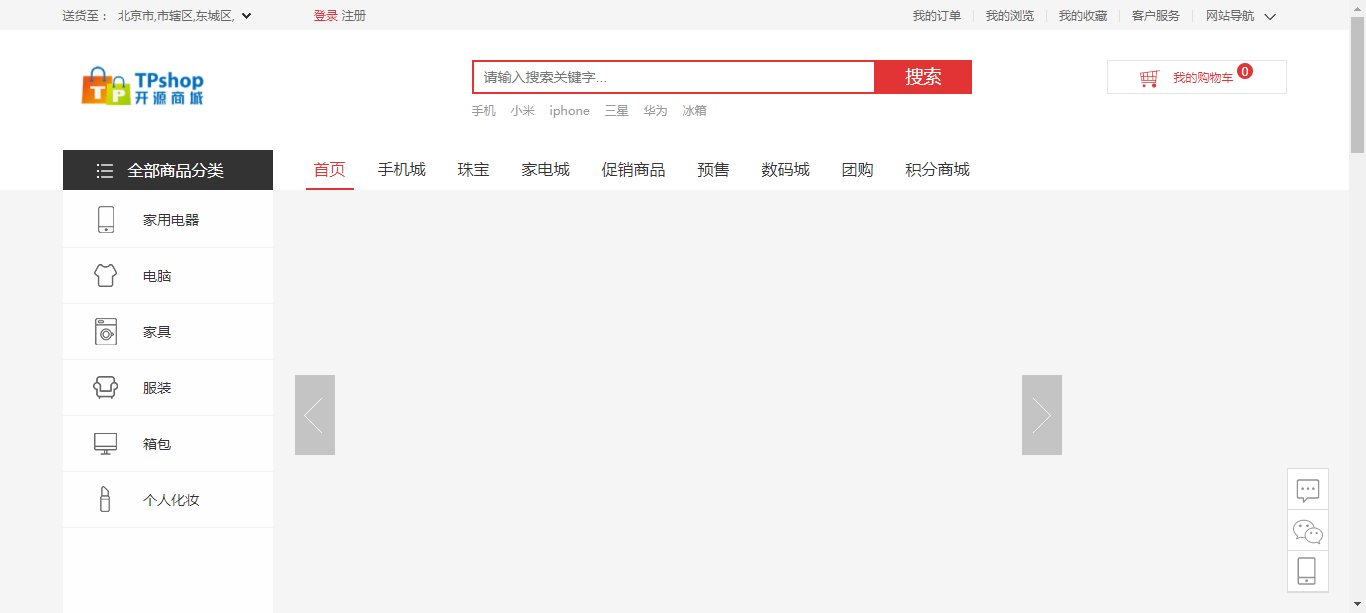 送货至： 北京市,市辖区,东城区, 登录 注册 我的订单 我的浏览 我的收藏 客户服务 网站导航
TPshop
开源商城
请输入搜索关键字... 搜索 我的购物车 0
手机 小米 iphone 三星 华为 冰箱
全部商品分类 首页 手机城 珠宝 家电城 促销商品 预售 数码城 团购 积分商城
家用电器
电脑
家具
服装
箱包
个人化妆